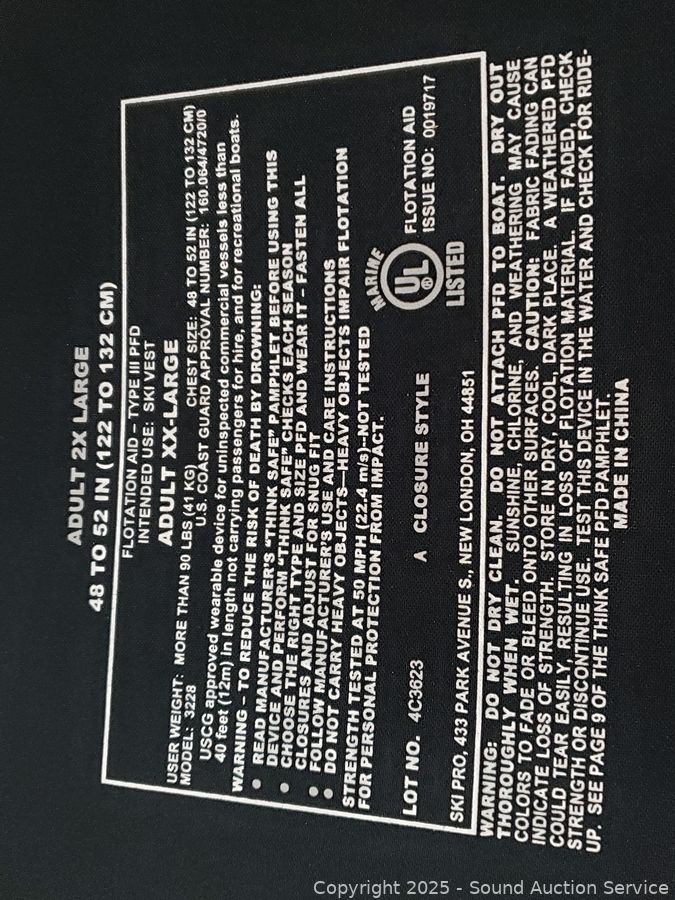 ADULT 2X LARGE
48 TO 52 IN (122 TO 132 CM)
FLOTATION AID – TYPE III PFD
INTENDED USE: SKI VEST
ADULT XX-LARGE
USER WEIGHT: MORE THAN 90 LBS (41 KG) CHEST SIZE: 48 TO 52 IN (122 TO 132 CM)
MODEL: 3228 U.S. COAST GUARD APPROVAL NUMBER: 160.064/4720/0
USCG approved wearable device for uninspected commercial vessels less than
40 feet (12m) in length not carrying passengers for hire, and for recreational boats.
WARNING – TO REDUCE THE RISK OF DEATH BY DROWNING:
• READ MANUFACTURER'S "THINK SAFE" PAMPHLET BEFORE USING THIS
DEVICE AND PERFORM "THINK SAFE" CHECKS EACH SEASON
• CHOOSE THE RIGHT TYPE AND SIZE PFD AND WEAR IT - FASTEN ALL
CLOSURES AND ADJUST FOR SNUG FIT
• FOLLOW MANUFACTURER'S USE AND CARE INSTRUCTIONS
• DO NOT CARRY HEAVY OBJECTS—HEAVY OBJECTS IMPAIR FLOTATION
STRENGTH TESTED AT 50 MPH (22.4 m/s)--NOT TESTED
FOR PERSONAL PROTECTION FROM IMPACT.
MARINE
UL
®
LISTED
FLOTATION AID
ISSUE NO: 0019717
LOT NO. 4C3623 A CLOSURE STYLE
SKI PRO, 433 PARK AVENUE S., NEW LONDON, OH 44851
WARNING: DO NOT DRY CLEAN. DO NOT ATTACH PFD TO BOAT. DRY OUT
THOROUGHLY WHEN WET. SUNSHINE, CHLORINE, AND WEATHERING MAY CAUSE
COLORS TO FADE OR BLEED ONTO OTHER SURFACES. CAUTION: FABRIC FADING CAN
INDICATE LOSS OF STRENGTH. STORE IN DRY, COOL, DARK PLACE. A WEATHERED PFD
COULD TEAR EASILY, RESULTING IN LOSS OF FLOTATION MATERIAL. IF FADED, CHECK
STRENGTH OR DISCONTINUE USE. TEST THIS DEVICE IN THE WATER AND CHECK FOR RIDE-
UP. SEE PAGE 9 OF THE THINK SAFE PFD PAMPHLET.
MADE IN CHINA
Copyright 2025 - Sound Auction Service